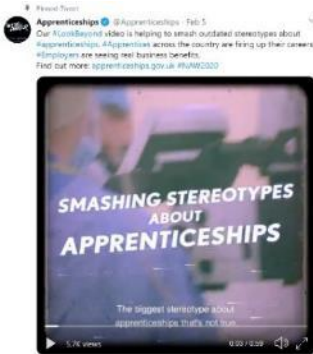 Pinned Tweet
Apprenticeships @Apprenticeships · Feb 5
Our #LookBeyond video is helping to smash outdated stereotypes about
#apprenticeships. #Apprentices across the country are firing up their careers
#Employers are seeing real business benefits.
Find out more: apprenticeships.gov.uk #NAW2020
SMASHING STEREOTYPES
ABOUT
APPRENTICESHIPS
The biggest stereotype about
apprenticeships that's not true
5.7K views
0:03 / 0:59